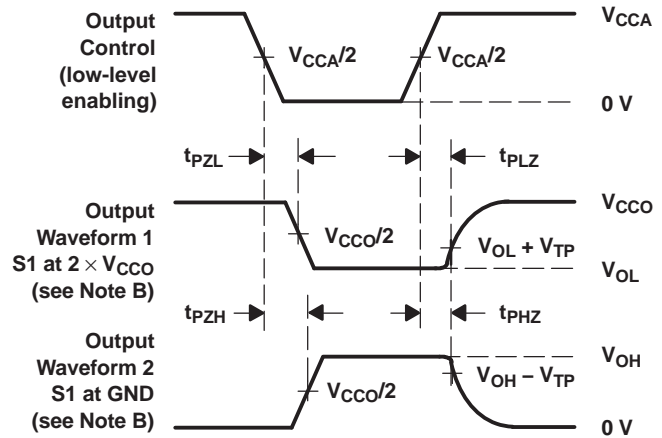 Output
Control
(low-level
enabling)
VCCA/2
VCCA/2
VCCA
0 V
tPZL
tPLZ
Output
Waveform 1
S1 at 2 × VCCO
(see Note B)
VCCO/2
VCCO
VOL + VTP
VOL
tPZH
tPHZ
Output
Waveform 2
S1 at GND
(see Note B)
VCCO/2
VOH
VOH – VTP
0 V